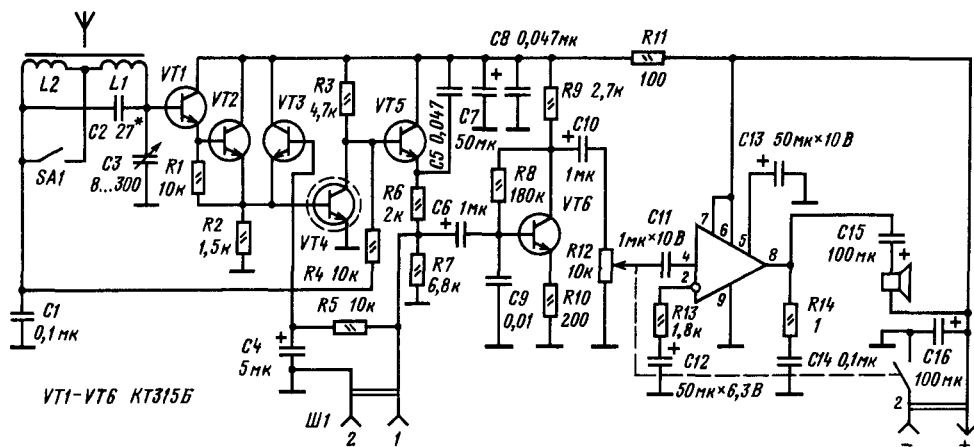 C8 0,047мк
R11
100
L2
L1
VT1
VT2
VT3
R3
4,7к
VT5
C5 0,047
C7
50мк
R9 2,7к
C10
1мк
C2
27*
C3
8...300
SA1
R1
10к
R2
1,5к
VT4
R4 10к
R6
2к
C6
1мк
R8
180к
VT6
R7
6,8к
C9
0,01
R10
200
R12
10к
C11
1мк×10В
C13 50мк×10В
7
6
5
4
2
8
9
C15
100мк
R13
1,8к
R14
1
C12
50мк×6,3В
C14 0,1мк
C16
100мк
C1
0,1мк
R5 10к
C4
5мк
VT1-VT6 КТ315Б
Ш1
2
1
2
1
- +